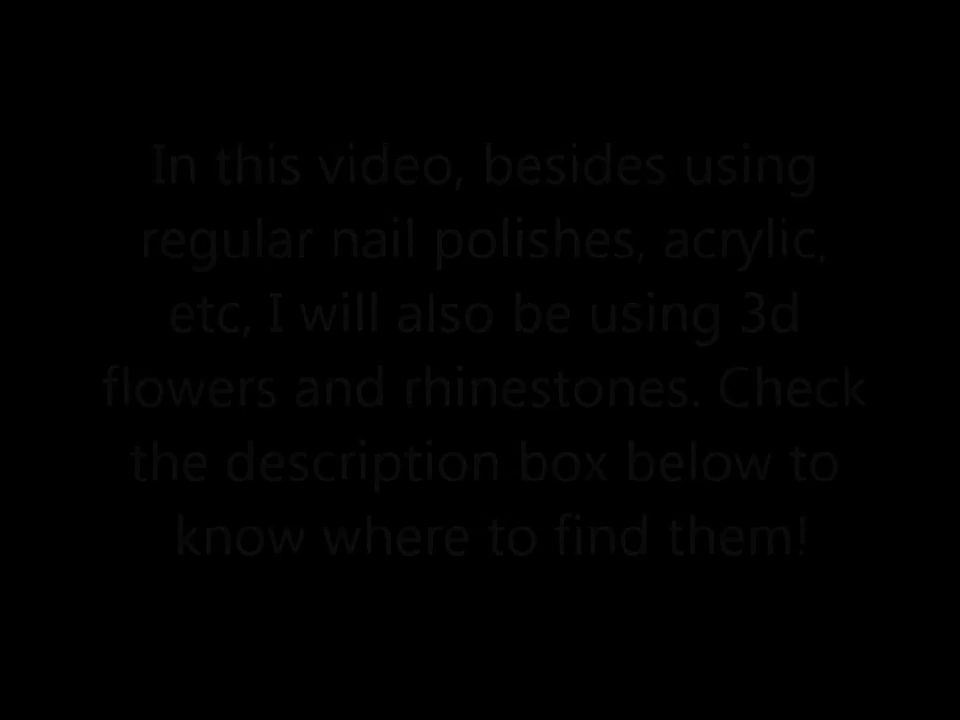 In this video, besides using
regular nail polishes, acrylic,
etc, I will also be using 3d
flowers and rhinestones. Check
the description box below to
know where to find them!